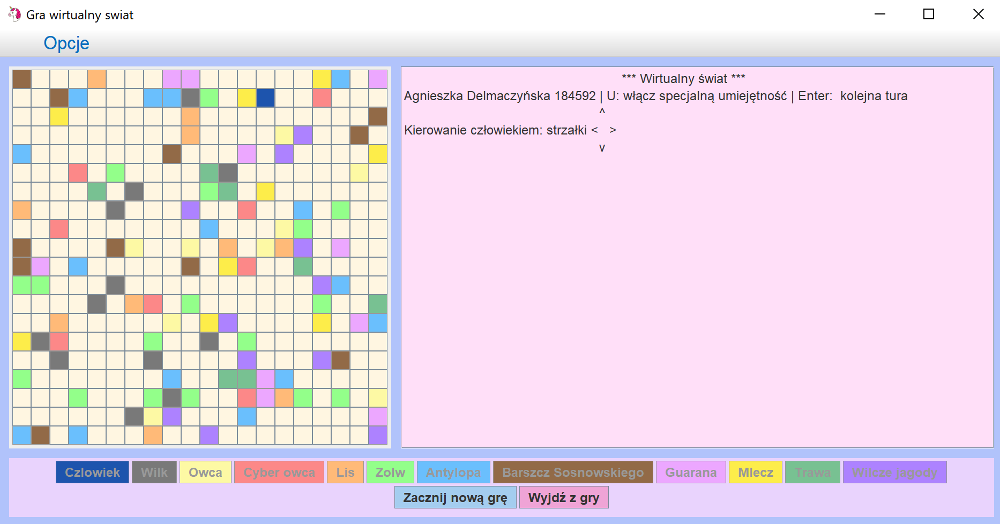 Gra wirtualny swiat
Opcje
*** Wirtualny świat ***
Agnieszka Delmaczyńska 184592 | U: włącz specjalną umiejętność | Enter:  kolejna tura
^
Kierowanie człowiekiem: strzałki <   >
v
Czlowiek Wilk Owca Cyber owca Lis Zolw Antylopa Barszcz Sosnowskiego Guarana Mlecz Trawa Wilcze jagody
Zacznij nową grę Wyjdź z gry